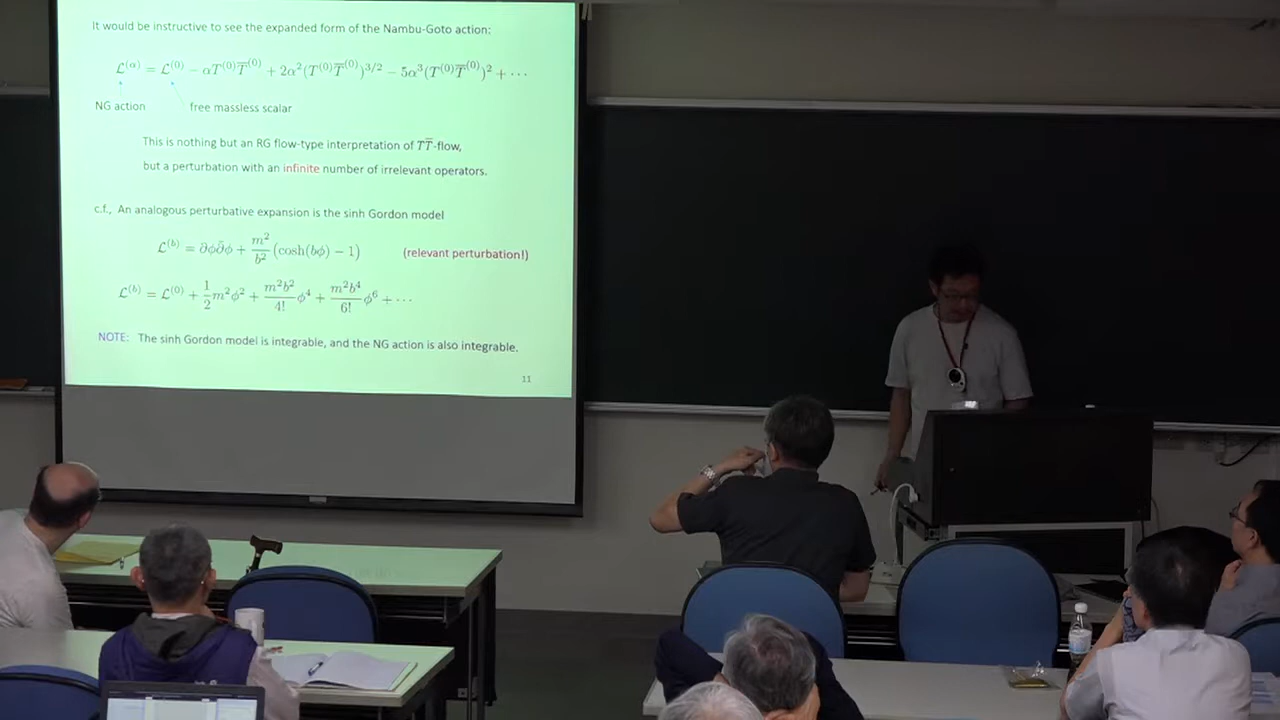 It would be instructive to see the expanded form of the Nambu-Goto action:
ℒ^(α) = ℒ^(0) − αT^(0)T̅^(0) + 2α²(T^(0)T̅^(0))^3/2 − 5α³(T^(0)T̅^(0))² + ⋯
NG action free massless scalar
This is nothing but an RG flow-type interpretation of TT̅-flow,
but a perturbation with an infinite number of irrelevant operators.
c.f., An analogous perturbative expansion is the sinh Gordon model
ℒ^(b) = ∂φ∂̄φ + m²/b² (cosh(bφ) − 1) (relevant perturbation!)
ℒ^(b) = ℒ^(0) + 1/2 m²φ² + m²b²/4! φ⁴ + m²b⁴/6! φ⁶ + ⋯
NOTE: The sinh Gordon model is integrable, and the NG action is also integrable.
11